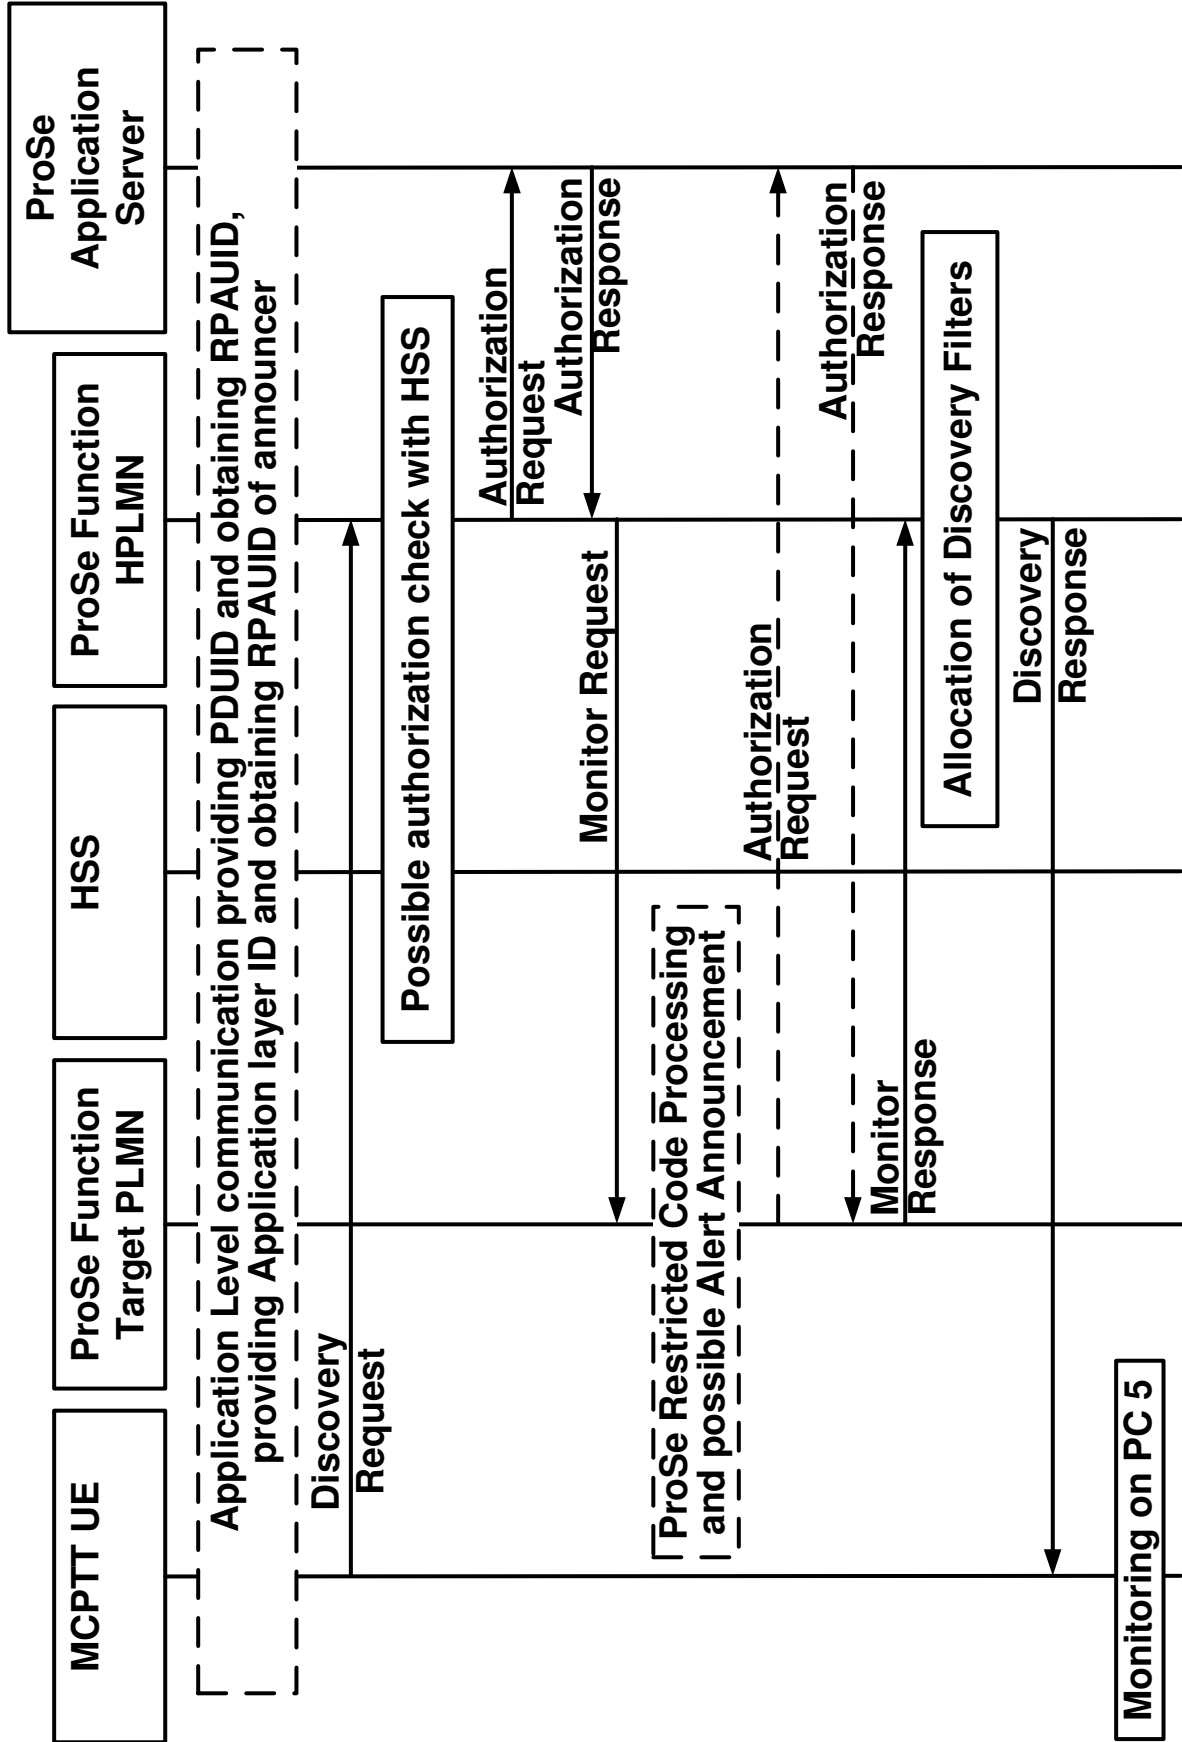 MCPTT UE
ProSe Function
Target PLMN
HSS
ProSe Function
HPLMN
ProSe
Application
Server
Application Level communication providing PDUID and obtaining RPAUID,
providing Application layer ID and obtaining RPAUID of announcer
Discovery
Request
Possible authorization check with HSS
Authorization
Request
Authorization
Response
Monitor Request
ProSe Restricted Code Processing
and possible Alert Announcement
Authorization
Request
Authorization
Response
Monitor
Response
Allocation of Discovery Filters
Discovery
Response
Monitoring on PC 5